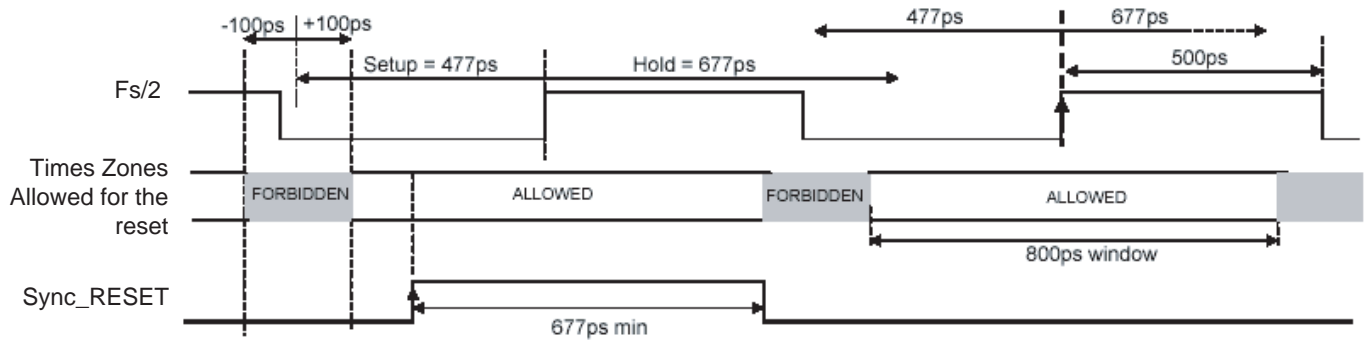 -100ps +100ps
477ps 677ps
Setup = 477ps Hold = 677ps 500ps
Fs/2
Times Zones
Allowed for the
reset
FORBIDDEN ALLOWED FORBIDDEN ALLOWED
800ps window
Sync_RESET
677ps min